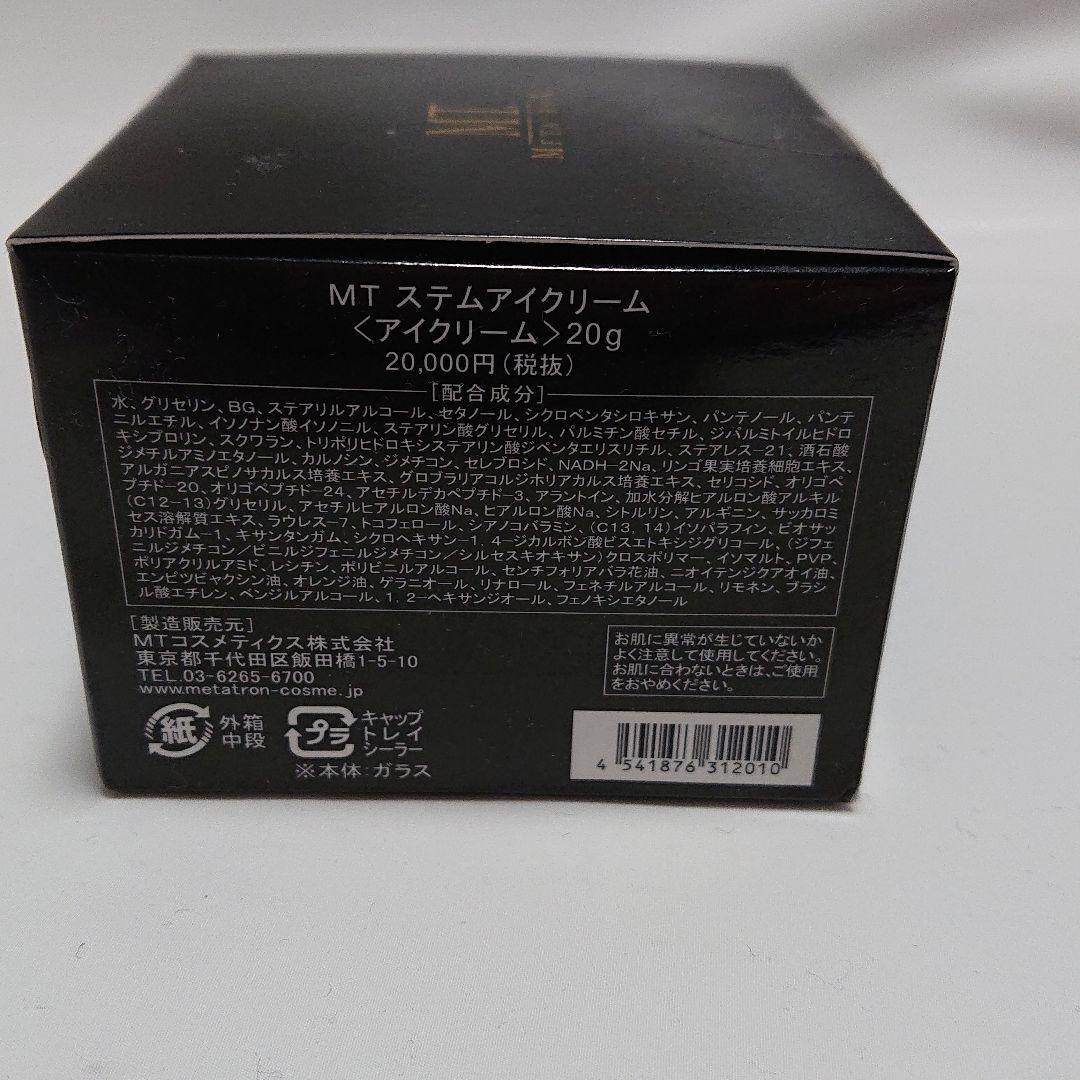 MT
METATRON
MT ステムアイクリーム
〈アイクリーム〉20g
20,000円(税抜)
[配合成分]
水、グリセリン、BG、ステアリルアルコール、セタノール、シクロペンタシロキサン、パンテノール、パンテ
ニルエチル、イソノナン酸イソノニル、ステアリン酸グリセリル、パルミチン酸セチル、ジパルミトイルヒドロ
キシプロリン、スクワラン、トリポリヒドロキシステアリン酸ジペンタエリスリチル、ステアレス-21、酒石酸
ジメチルアミノエタノール、カルノシン、ジメチコン、セレブロシド、NADH-2Na、リンゴ果実培養細胞エキス、
アルガニアスピノサカルス培養エキス、グロブラリアコルジホリアカルス培養エキス、セリコシド、オリゴペ
プチド-20、オリゴペプチド-24、アセチルデカペプチド-3、アラントイン、加水分解ヒアルロン酸アルキル
(C12-13)グリセリル、アセチルヒアルロン酸Na、ヒアルロン酸Na、シトルリン、アルギニン、サッカロミ
セス溶解質エキス、ラウレス-7、トコフェロール、シアノコバラミン、(C13, 14)イソパラフィン、ビオサッ
カリドガム-1、キサンタンガム、シクロヘキサン-1, 4-ジカルボン酸ビスエトキシジグリコール、(ジフェ
ニルジメチコン/ビニルジフェニルジメチコン/シルセスキオキサン)クロスポリマー、イソマルト、PVP、
ポリアクリルアミド、レシチン、ポリビニルアルコール、センチフォリアバラ花油、ニオイテンジクアオイ油、
エンピツビャクシン油、オレンジ油、ゲラニオール、リナロール、フェネチルアルコール、リモネン、ブラシ
ル酸エチレン、ベンジルアルコール、1, 2-ヘキサンジオール、フェノキシエタノール
[製造販売元]
MTコスメティクス株式会社
東京都千代田区飯田橋1-5-10
TEL.03-6265-6700
www.metatron-cosme.jp
お肌に異常が生じていないか
よく注意して使用してください。
お肌に合わないときは、ご使用
をおやめください。
紙
外箱
中段
プラ
キャップ
トレイ
シーラー
※本体:ガラス
4 541876 312010